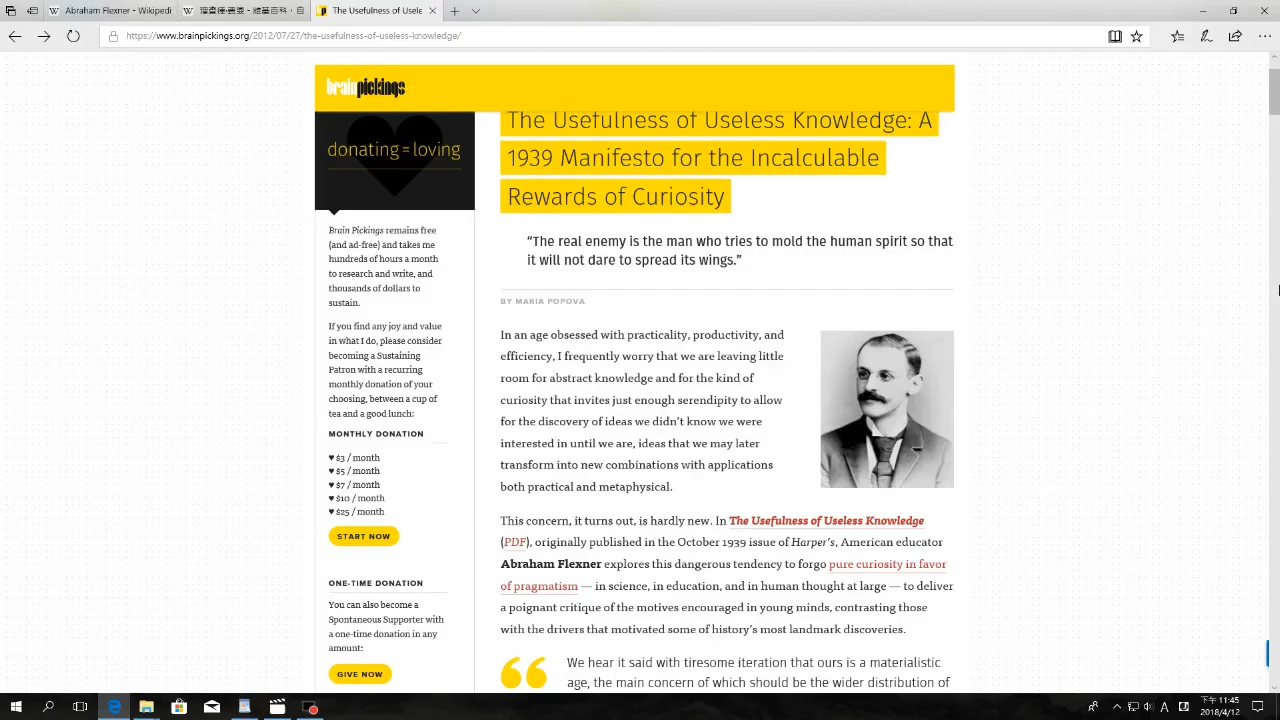 The Usefulness of Usele
W Abraham Flexner - Wikiped
The Usefulness of Usele
https://www.brainpickings.org/2012/07/27/the-usefulness-of-useless-knowledge/
brainpickings
donating=loving
Brain Pickings remains free
(and ad-free) and takes me
hundreds of hours a month
to research and write, and
thousands of dollars to
sustain.
If you find any joy and value
in what I do, please consider
becoming a Sustaining
Patron with a recurring
monthly donation of your
choosing, between a cup of
tea and a good lunch:
MONTHLY DONATION
♥ $3 / month
♥ $5 / month
♥ $7 / month
♥ $10 / month
♥ $25 / month
START NOW
ONE-TIME DONATION
You can also become a
Spontaneous Supporter with
a one-time donation in any
amount:
GIVE NOW
The Usefulness of Useless Knowledge: A
1939 Manifesto for the Incalculable
Rewards of Curiosity
“The real enemy is the man who tries to mold the human spirit so that
it will not dare to spread its wings.”
BY MARIA POPOVA
In an age obsessed with practicality, productivity, and
efficiency, I frequently worry that we are leaving little
room for abstract knowledge and for the kind of
curiosity that invites just enough serendipity to allow
for the discovery of ideas we didn’t know we were
interested in until we are, ideas that we may later
transform into new combinations with applications
both practical and metaphysical.
This concern, it turns out, is hardly new. In The Usefulness of Useless Knowledge
(PDF), originally published in the October 1939 issue of Harper’s, American educator
Abraham Flexner explores this dangerous tendency to forgo pure curiosity in favor
of pragmatism — in science, in education, and in human thought at large — to deliver
a poignant critique of the motives encouraged in young minds, contrasting those
with the drivers that motivated some of history’s most landmark discoveries.
We hear it said with tiresome iteration that ours is a materialistic
age, the main concern of which should be the wider distribution of
下午 11:45
2018/4/12